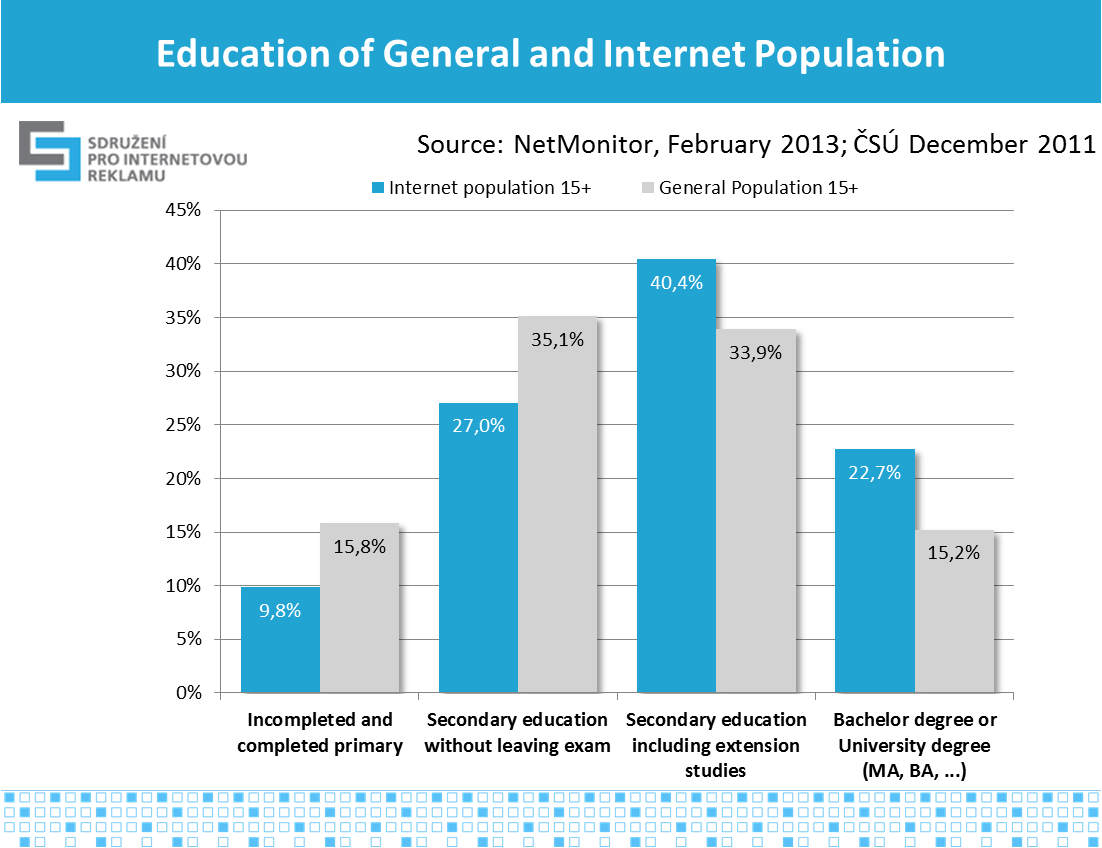 Education of General and Internet Population
SDRUŽENÍ
PRO INTERNETOVOU
REKLAMU
Source: NetMonitor, February 2013; ČSÚ December 2011
Internet population 15+
General Population 15+
45%
40%
35%
30%
25%
20%
15%
10%
5%
0%
9,8%
15,8%
27,0%
35,1%
40,4%
33,9%
22,7%
15,2%
Incompleted and
completed primary
Secondary education
without leaving exam
Secondary education
including extension
studies
Bachelor degree or
University degree
(MA, BA, ...)